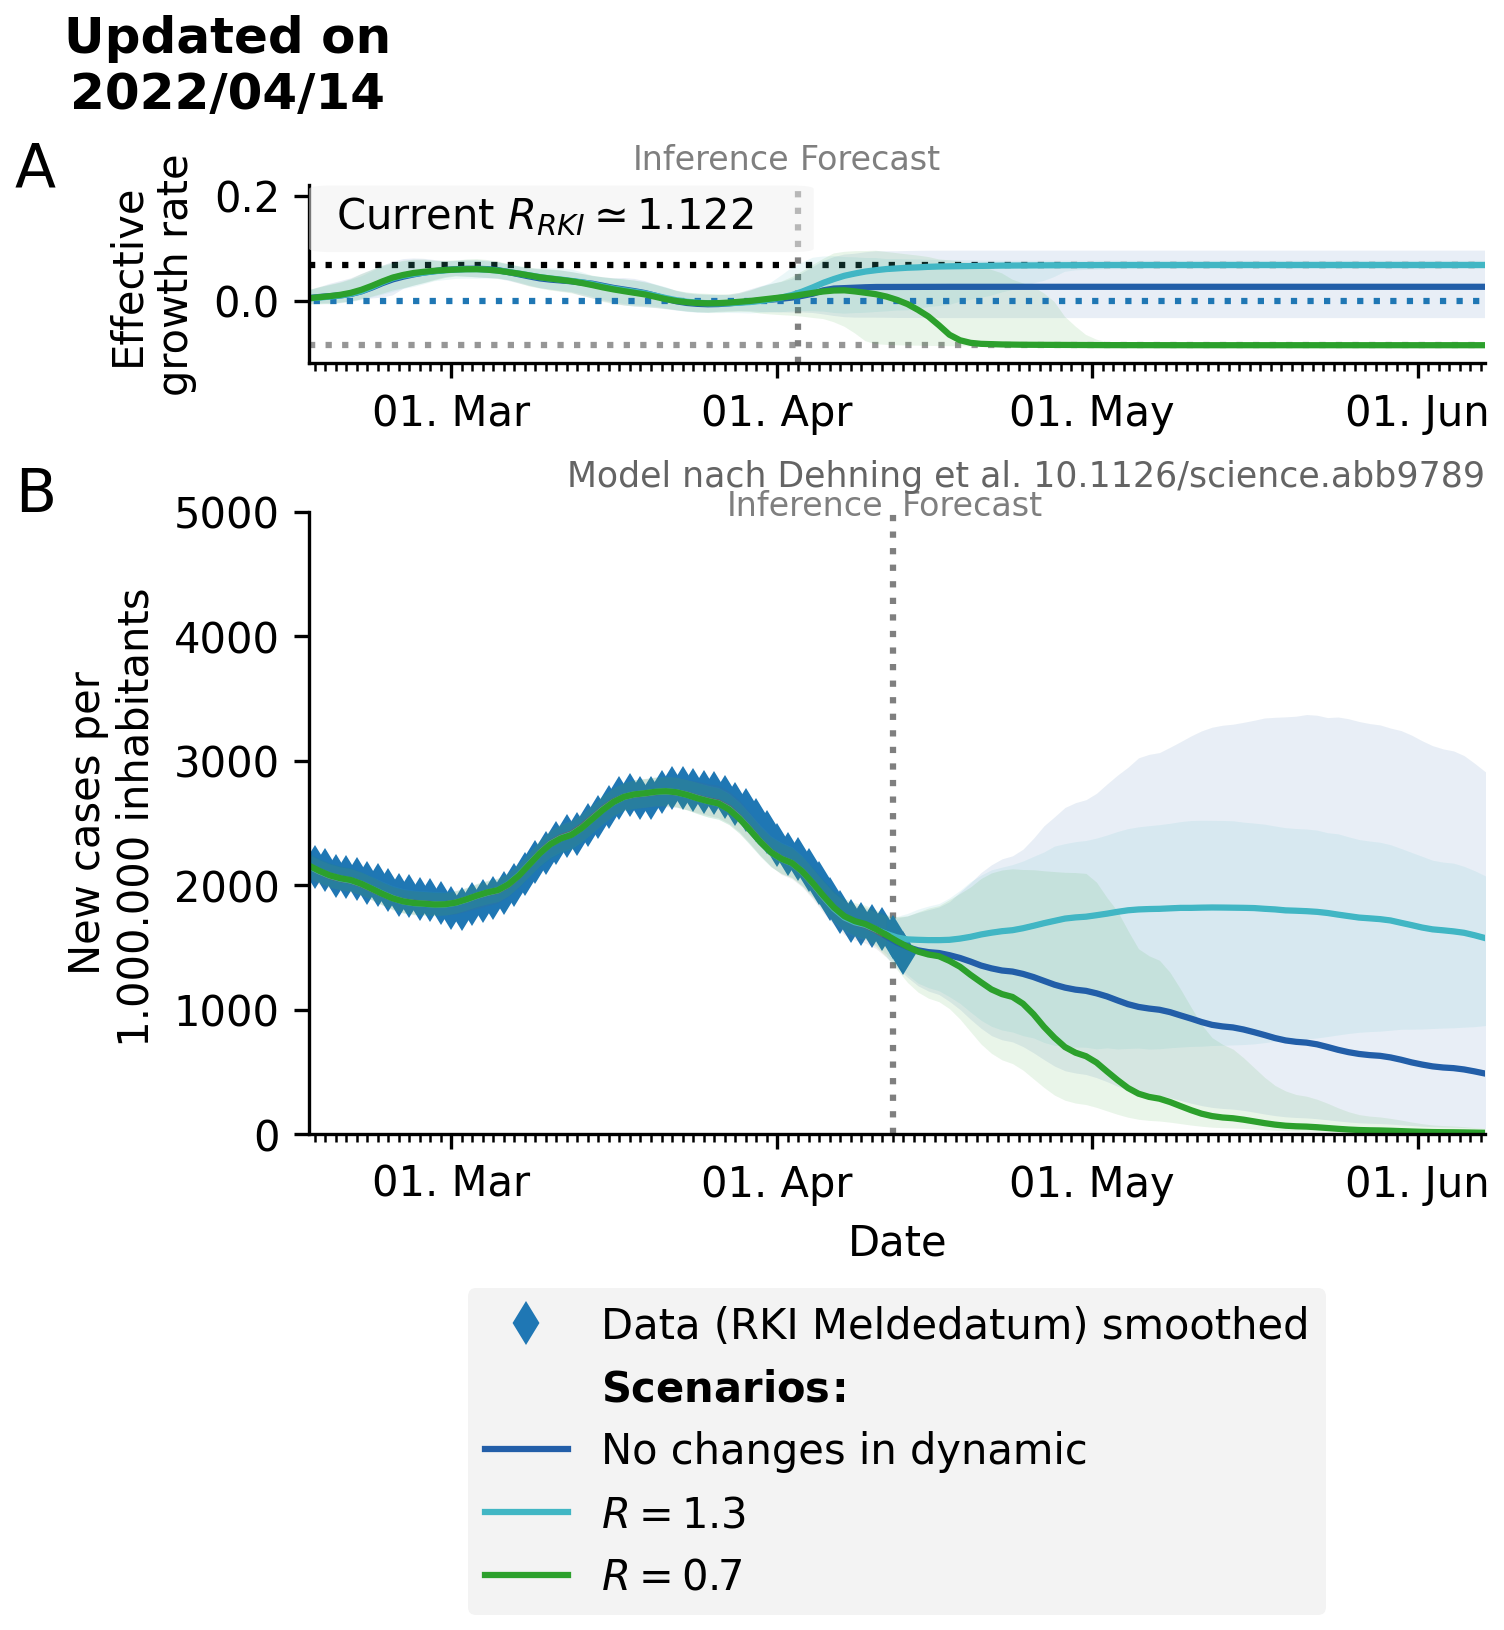 Updated on
2022/04/14
A
Inference Forecast
Effective
growth rate
0.2
0.0
Current R_RKI ≃ 1.122
01. Mar 01. Apr 01. May 01. Jun
Model nach Dehning et al. 10.1126/science.abb9789
B
Inference Forecast
New cases per
1.000.000 inhabitants
5000
4000
3000
2000
1000
0
01. Mar 01. Apr 01. May 01. Jun
Date
Data (RKI Meldedatum) smoothed
Scenarios:
No changes in dynamic
R = 1.3
R = 0.7